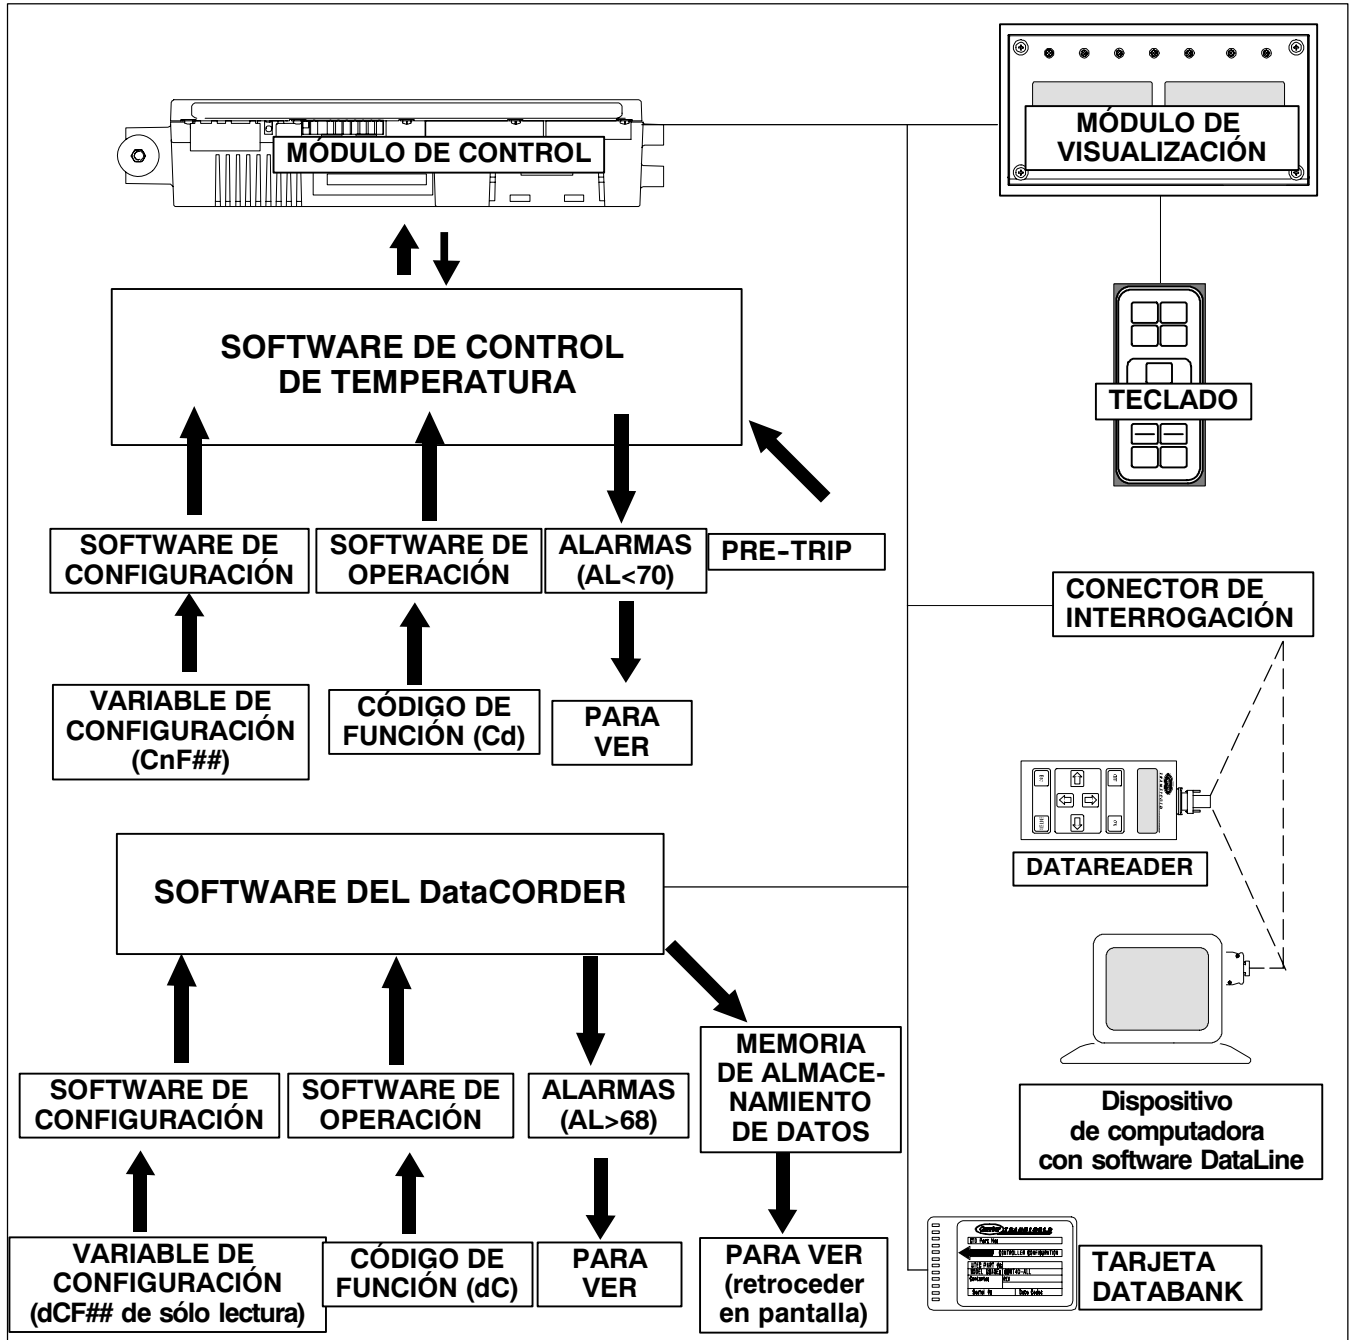 MÓDULO DE CONTROL
MÓDULO DE
VISUALIZACIÓN
TECLADO
SOFTWARE DE CONTROL
DE TEMPERATURA
SOFTWARE DE
CONFIGURACIÓN
SOFTWARE DE
OPERACIÓN
ALARMAS
(AL<70)
PRE-TRIP
CONECTOR DE
INTERROGACIÓN
VARIABLE DE
CONFIGURACIÓN
(CnF##)
CÓDIGO DE
FUNCIÓN (Cd)
PARA
VER
DATAREADER
SOFTWARE DEL DataCORDER
SOFTWARE DE
CONFIGURACIÓN
SOFTWARE DE
OPERACIÓN
ALARMAS
(AL>68)
MEMORIA
DE ALMACE-
NAMIENTO
DE DATOS
Dispositivo
de computadora
con software DataLine
VARIABLE DE
CONFIGURACIÓN
(dCF## de sólo lectura)
CÓDIGO DE
FUNCIÓN (dC)
PARA
VER
PARA VER
(retroceder
en pantalla)
CONTROLLER CONFIGURATION
TARJETA
DATABANK